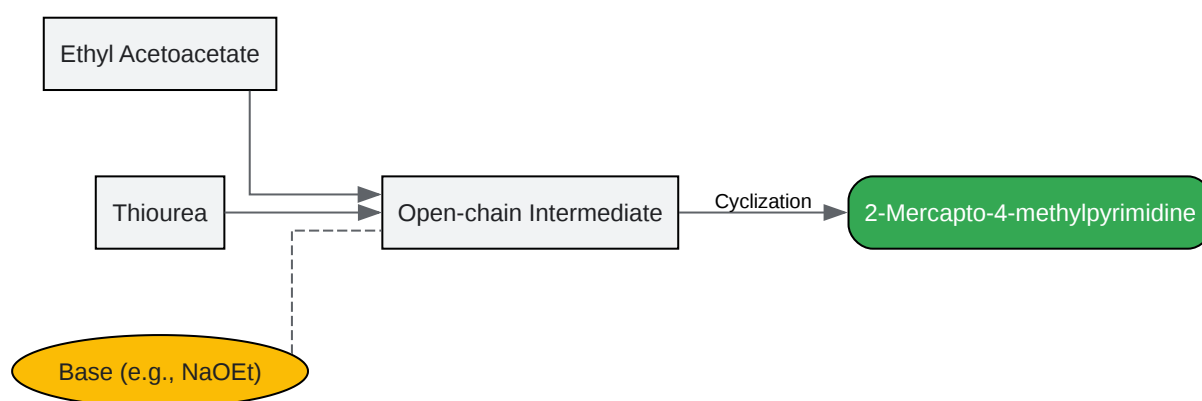 Ethyl Acetoacetate
Thiourea
Open-chain Intermediate
Cyclization
2-Mercapto-4-methylpyrimidine
Base (e.g., NaOEt)